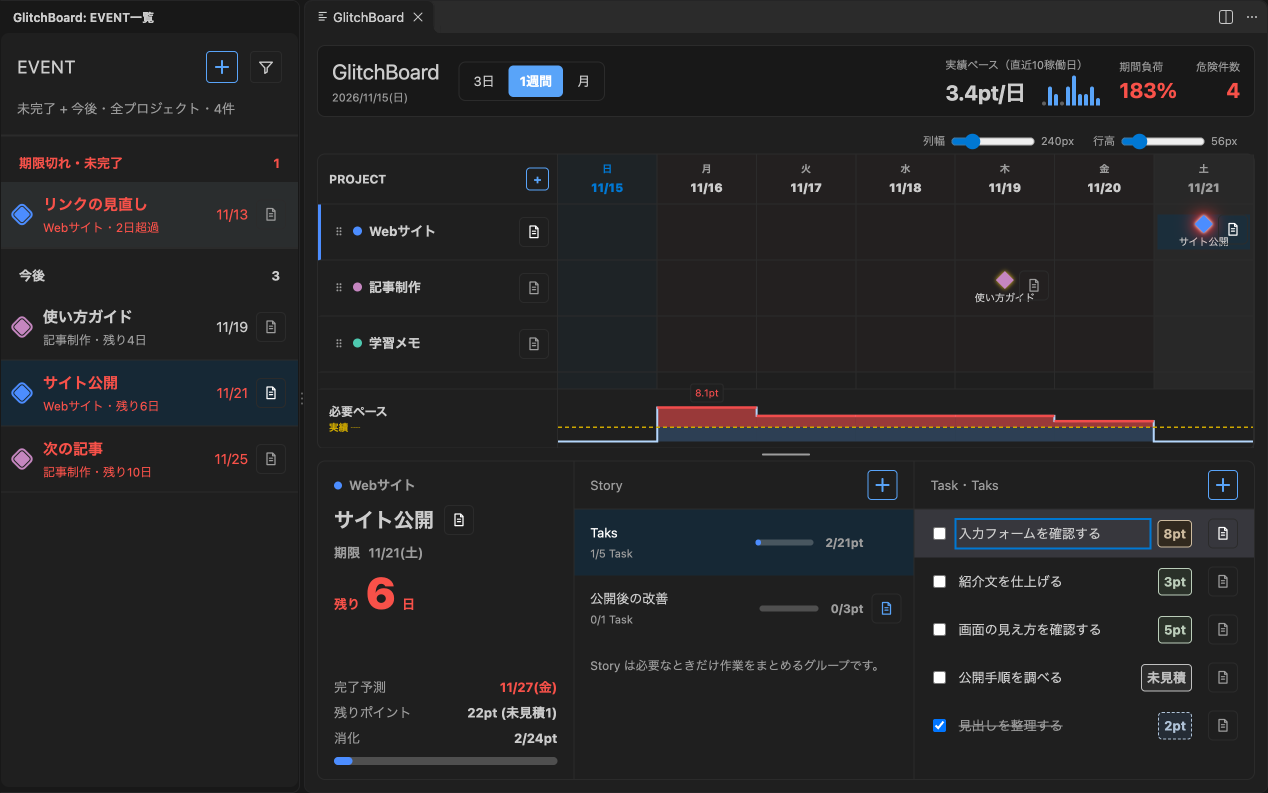 GlitchBoard: EVENT一覧
EVENT
未完了 + 今後・全プロジェクト・4件
期限切れ・未完了 1
リンクの見直し 11/13
Webサイト・2日超過
今後 3
使い方ガイド 11/19
記事制作・残り4日
サイト公開 11/21
Webサイト・残り6日
次の記事 11/25
記事制作・残り10日
GlitchBoard
GlitchBoard
2026/11/15(日)
3日 1週間 月
実績ペース（直近10稼働日）
3.4pt/日
期間負荷
183%
危険件数
4
列幅 240px 行高 56px
PROJECT
日 月 火 水 木 金 土
11/15 11/16 11/17 11/18 11/19 11/20 11/21
Webサイト
サイト公開
記事制作
使い方ガイド
学習メモ
必要ペース
実績
8.1pt
Webサイト
サイト公開
期限 11/21(土)
残り 6 日
完了予測 11/27(金)
残りポイント 22pt (未見積1)
消化 2/24pt
Story
Taks 2/21pt
1/5 Task
公開後の改善 0/3pt
0/1 Task
Story は必要なときだけ作業をまとめるグループです。
Task・Taks
入力フォームを確認する 8pt
紹介文を仕上げる 3pt
画面の見え方を確認する 5pt
公開手順を調べる 未見積
見出しを整理する 2pt